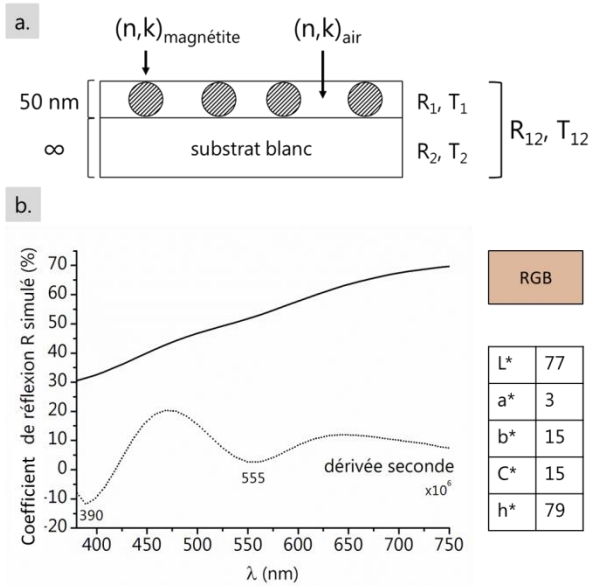 a.
(n,k)magnétite
(n,k)air
50 nm
R1, T1
∞
substrat blanc
R2, T2
R12, T12
b.
Coefficient de réflexion R simulé (%)
70
60
50
40
30
20
10
0
-10
-20
390
555
dérivée seconde
x10⁶
400 450 500 550 600 650 700 750
λ (nm)
RGB
L* 77
a* 3
b* 15
C* 15
h* 79